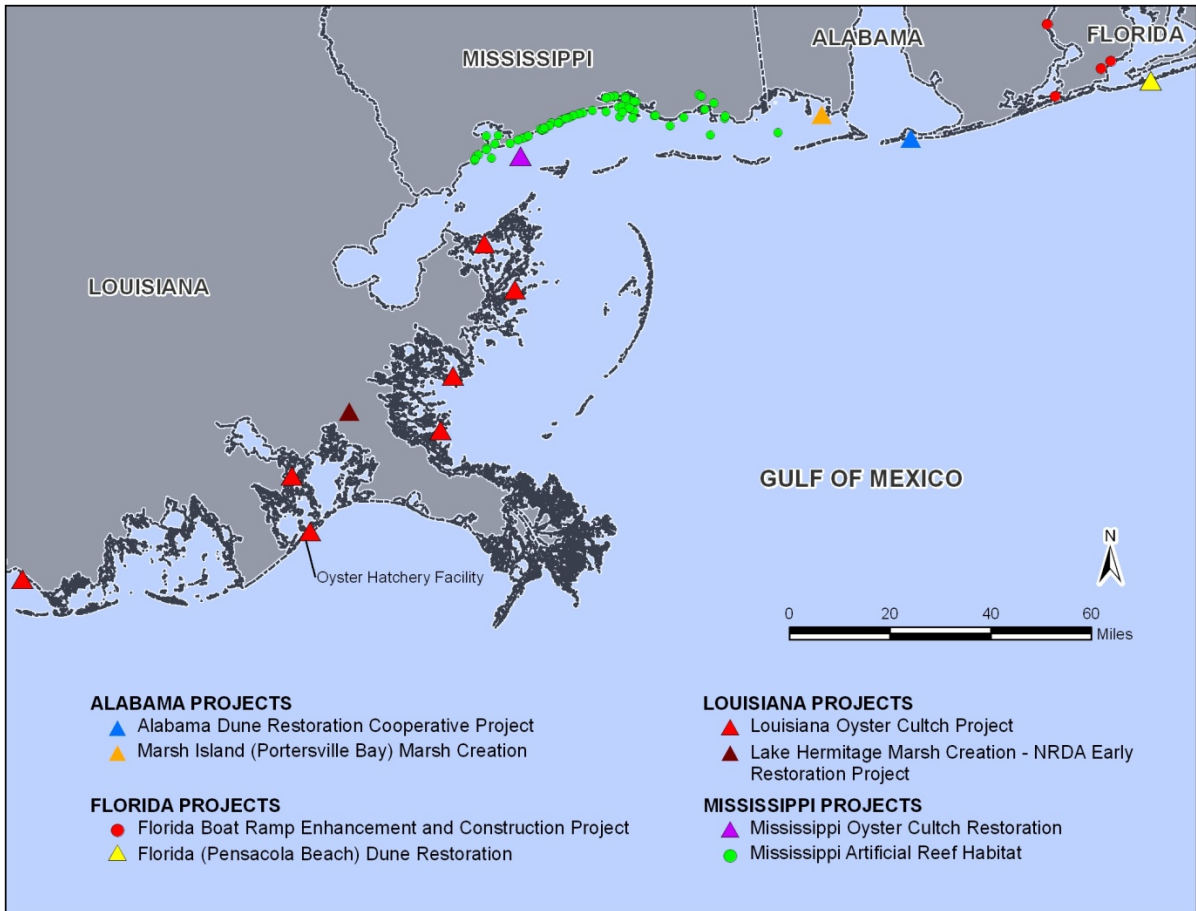 MISSISSIPPI
ALABAMA
FLORIDA
LOUISIANA
GULF OF MEXICO
N
Oyster Hatchery Facility
0 20 40 60
Miles
ALABAMA PROJECTS
Alabama Dune Restoration Cooperative Project
Marsh Island (Portersville Bay) Marsh Creation
FLORIDA PROJECTS
Florida Boat Ramp Enhancement and Construction Project
Florida (Pensacola Beach) Dune Restoration
LOUISIANA PROJECTS
Louisiana Oyster Cultch Project
Lake Hermitage Marsh Creation - NRDA Early
Restoration Project
MISSISSIPPI PROJECTS
Mississippi Oyster Cultch Restoration
Mississippi Artificial Reef Habitat